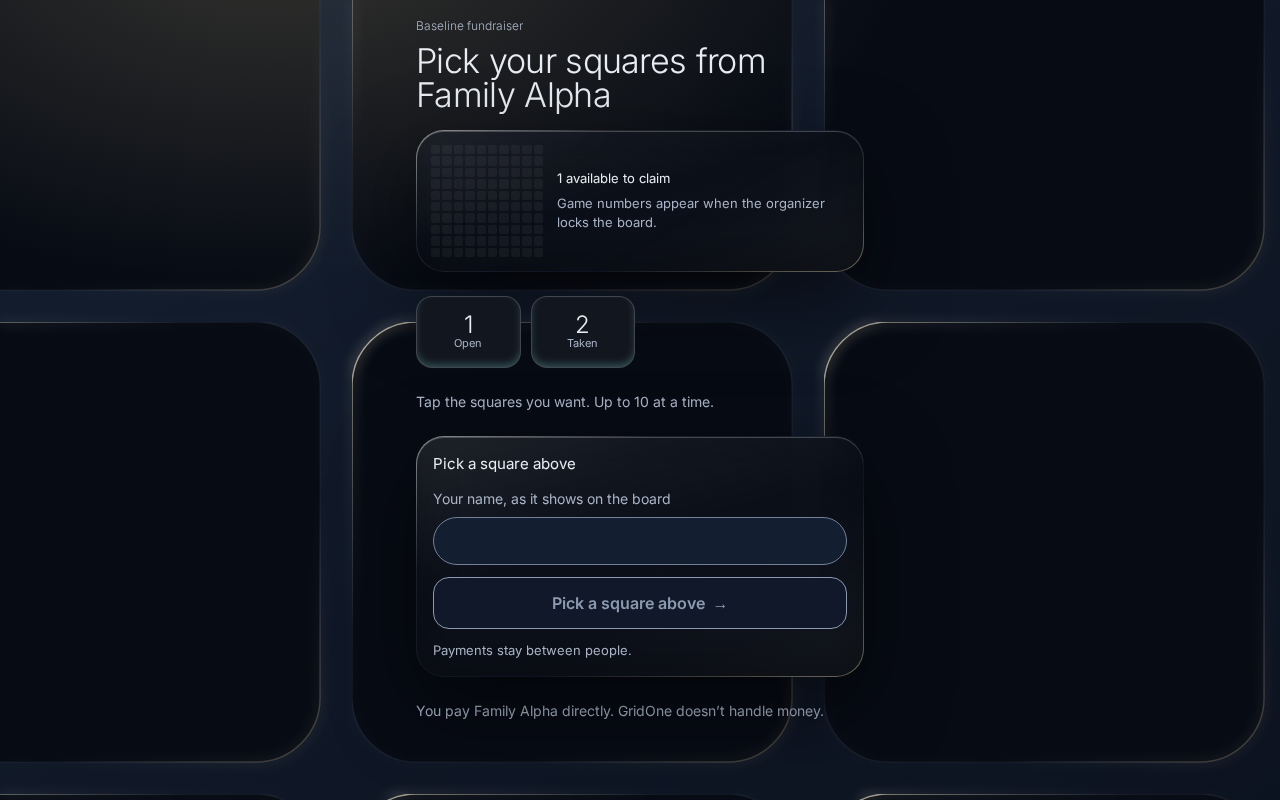 Baseline fundraiser
Pick your squares from
Family Alpha
1 available to claim
Game numbers appear when the organizer
locks the board.
1
Open
2
Taken
Tap the squares you want. Up to 10 at a time.
Pick a square above
Your name, as it shows on the board
Pick a square above →
Payments stay between people.
You pay Family Alpha directly. GridOne doesn’t handle money.